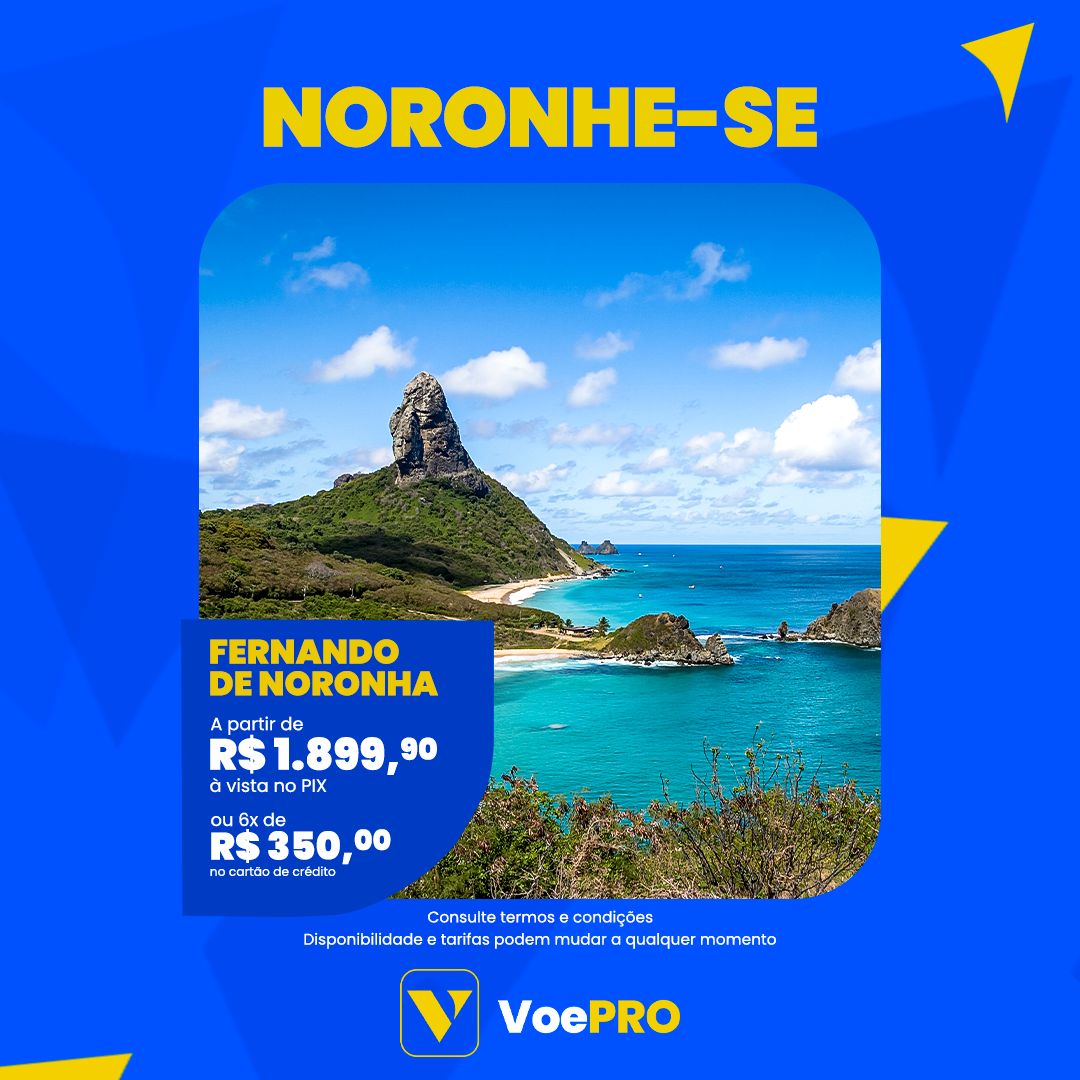 NORONHE-SE
FERNANDO
DE NORONHA
A partir de
R$ 1.899,90
à vista no PIX
ou 6x de
R$ 350,00
no cartão de crédito
Consulte termos e condições
Disponibilidade e tarifas podem mudar a qualquer momento
VoePRO